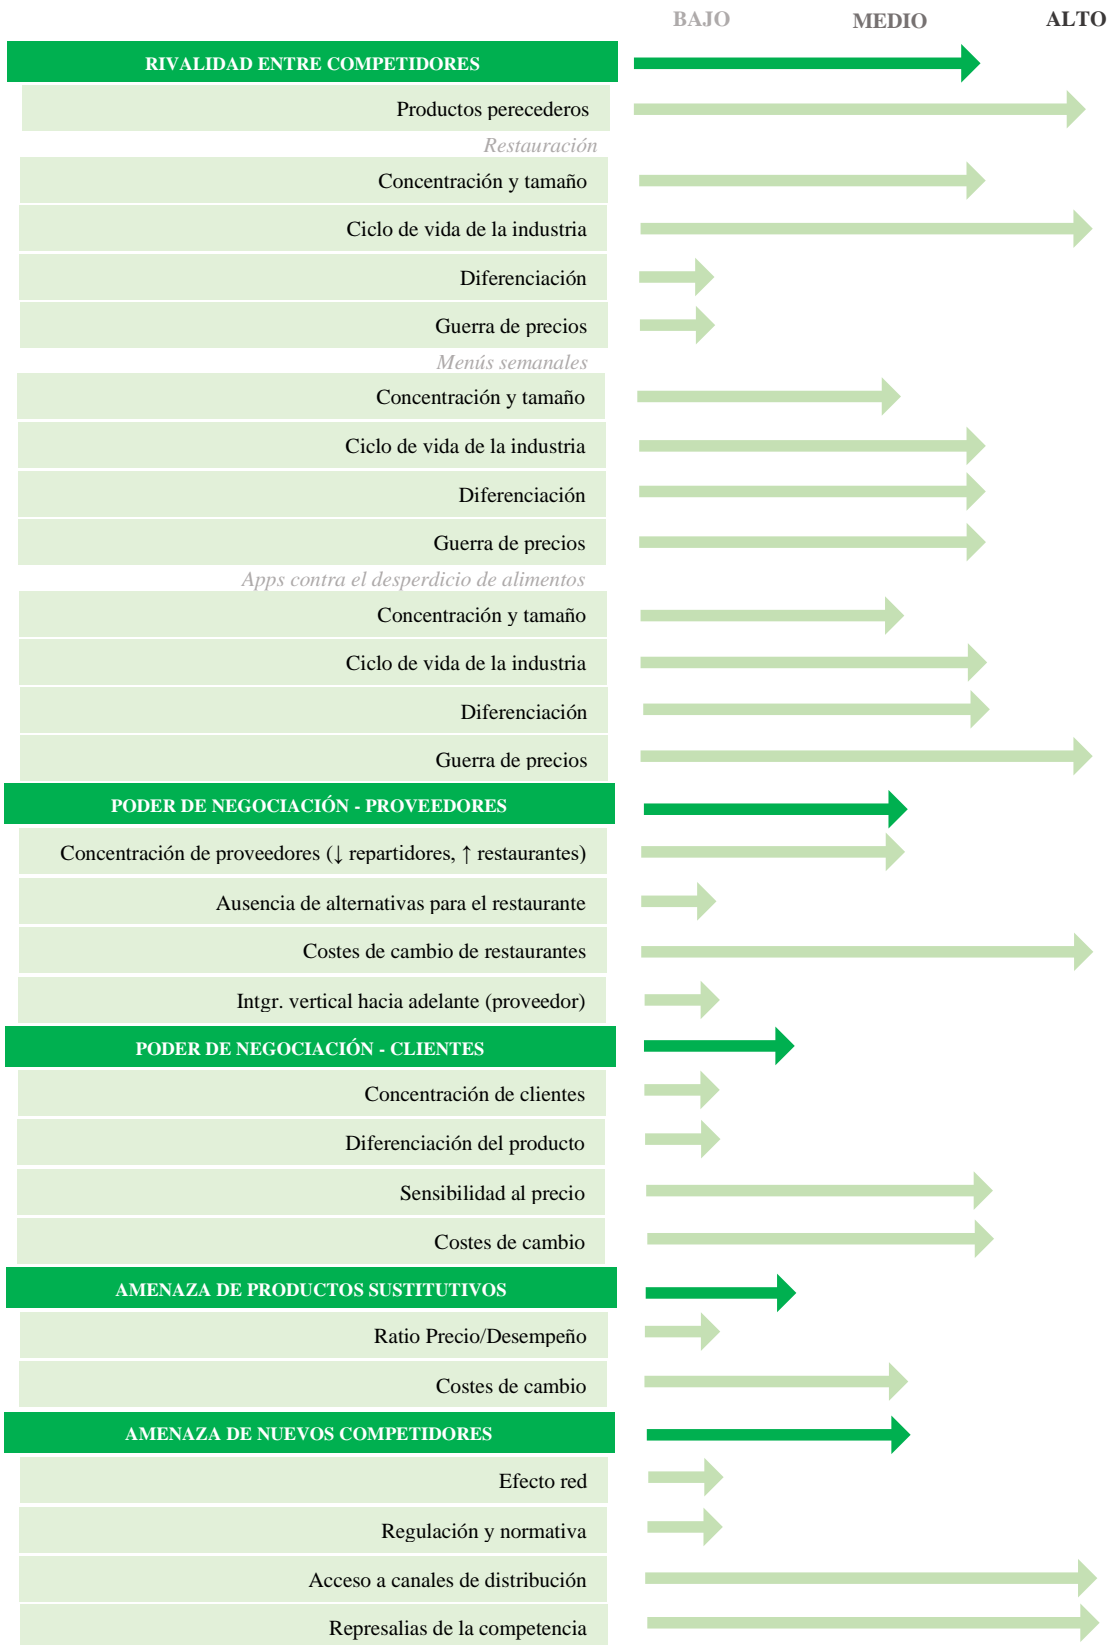 BAJO MEDIO ALTO
RIVALIDAD ENTRE COMPETIDORES
Productos perecederos
Restauración
Concentración y tamaño
Ciclo de vida de la industria
Diferenciación
Guerra de precios
Menús semanales
Concentración y tamaño
Ciclo de vida de la industria
Diferenciación
Guerra de precios
Apps contra el desperdicio de alimentos
Concentración y tamaño
Ciclo de vida de la industria
Diferenciación
Guerra de precios
PODER DE NEGOCIACIÓN - PROVEEDORES
Concentración de proveedores (↓ repartidores, ↑ restaurantes)
Ausencia de alternativas para el restaurante
Costes de cambio de restaurantes
Intgr. vertical hacia adelante (proveedor)
PODER DE NEGOCIACIÓN - CLIENTES
Concentración de clientes
Diferenciación del producto
Sensibilidad al precio
Costes de cambio
AMENAZA DE PRODUCTOS SUSTITUTIVOS
Ratio Precio/Desempeño
Costes de cambio
AMENAZA DE NUEVOS COMPETIDORES
Efecto red
Regulación y normativa
Acceso a canales de distribución
Represalias de la competencia